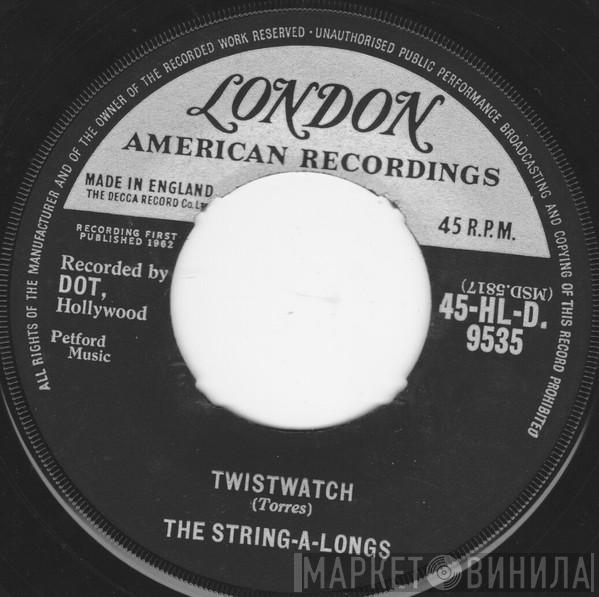 ALL RIGHTS OF THE MANUFACTURER AND OF THE OWNER OF THE RECORDED WORK RESERVED · UNAUTHORISED PUBLIC PERFORMANCE BROADCASTING AND COPYING OF THIS RECORD PROHIBITED
LONDON
AMERICAN RECORDINGS
MADE IN ENGLAND
THE DECCA RECORD Co. Ltd
45 R.P.M.
RECORDING FIRST
PUBLISHED 1962
Recorded by
DOT,
Hollywood
Petford
Music
(MSD.5817)
45-HL-D.
9535
TWISTWATCH
(Torres)
THE STRING-A-LONGS
МАРКЕТ ВИНИЛА